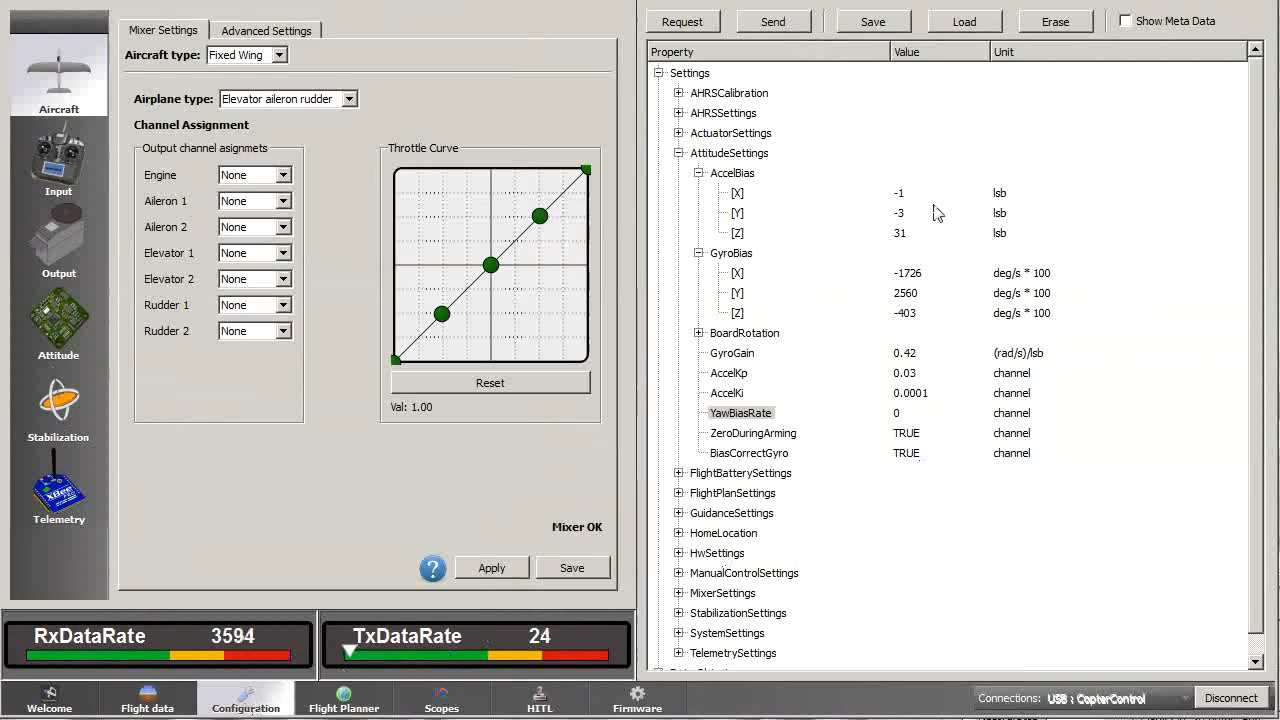 Mixer Settings
Advanced Settings
Aircraft type: Fixed Wing
Airplane type: Elevator aileron rudder
Channel Assignment
Output channel asignmets
Engine None
Aileron 1 None
Aileron 2 None
Elevator 1 None
Elevator 2 None
Rudder 1 None
Rudder 2 None
Throttle Curve
Reset
Val: 1.00
Mixer OK
?
Apply
Save
Aircraft
Input
Output
Attitude
Stabilization
XBee
Telemetry
Request
Send
Save
Load
Erase
Show Meta Data
Property Value Unit
Settings
AHRSCalibration
AHRSSettings
ActuatorSettings
AttitudeSettings
AccelBias
[X] -1 lsb
[Y] -3 lsb
[Z] 31 lsb
GyroBias
[X] -1726 deg/s * 100
[Y] 2560 deg/s * 100
[Z] -403 deg/s * 100
BoardRotation
GyroGain 0.42 (rad/s)/lsb
AccelKp 0.03 channel
AccelKi 0.0001 channel
YawBiasRate 0 channel
ZeroDuringArming TRUE channel
BiasCorrectGyro TRUE channel
FlightBatterySettings
FlightPlanSettings
GuidanceSettings
HomeLocation
HwSettings
ManualControlSettings
MixerSettings
StabilizationSettings
SystemSettings
TelemetrySettings
RxDataRate 3594
TxDataRate 24
Welcome
Flight data
Configuration
Flight Planner
Scopes
HITL
Firmware
Connections: USB : CopterControl
Disconnect